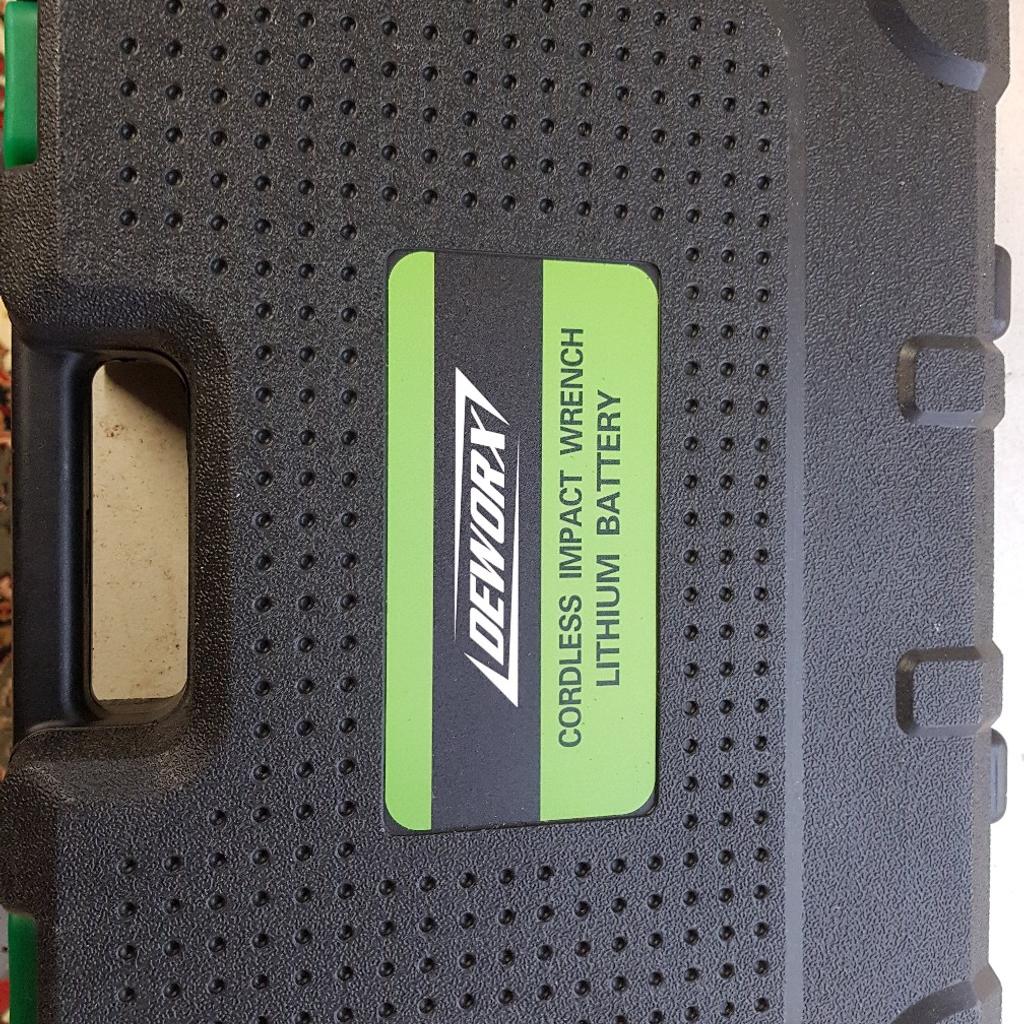 DEWORX
CORDLESS IMPACT WRENCH
LITHIUM BATTERY